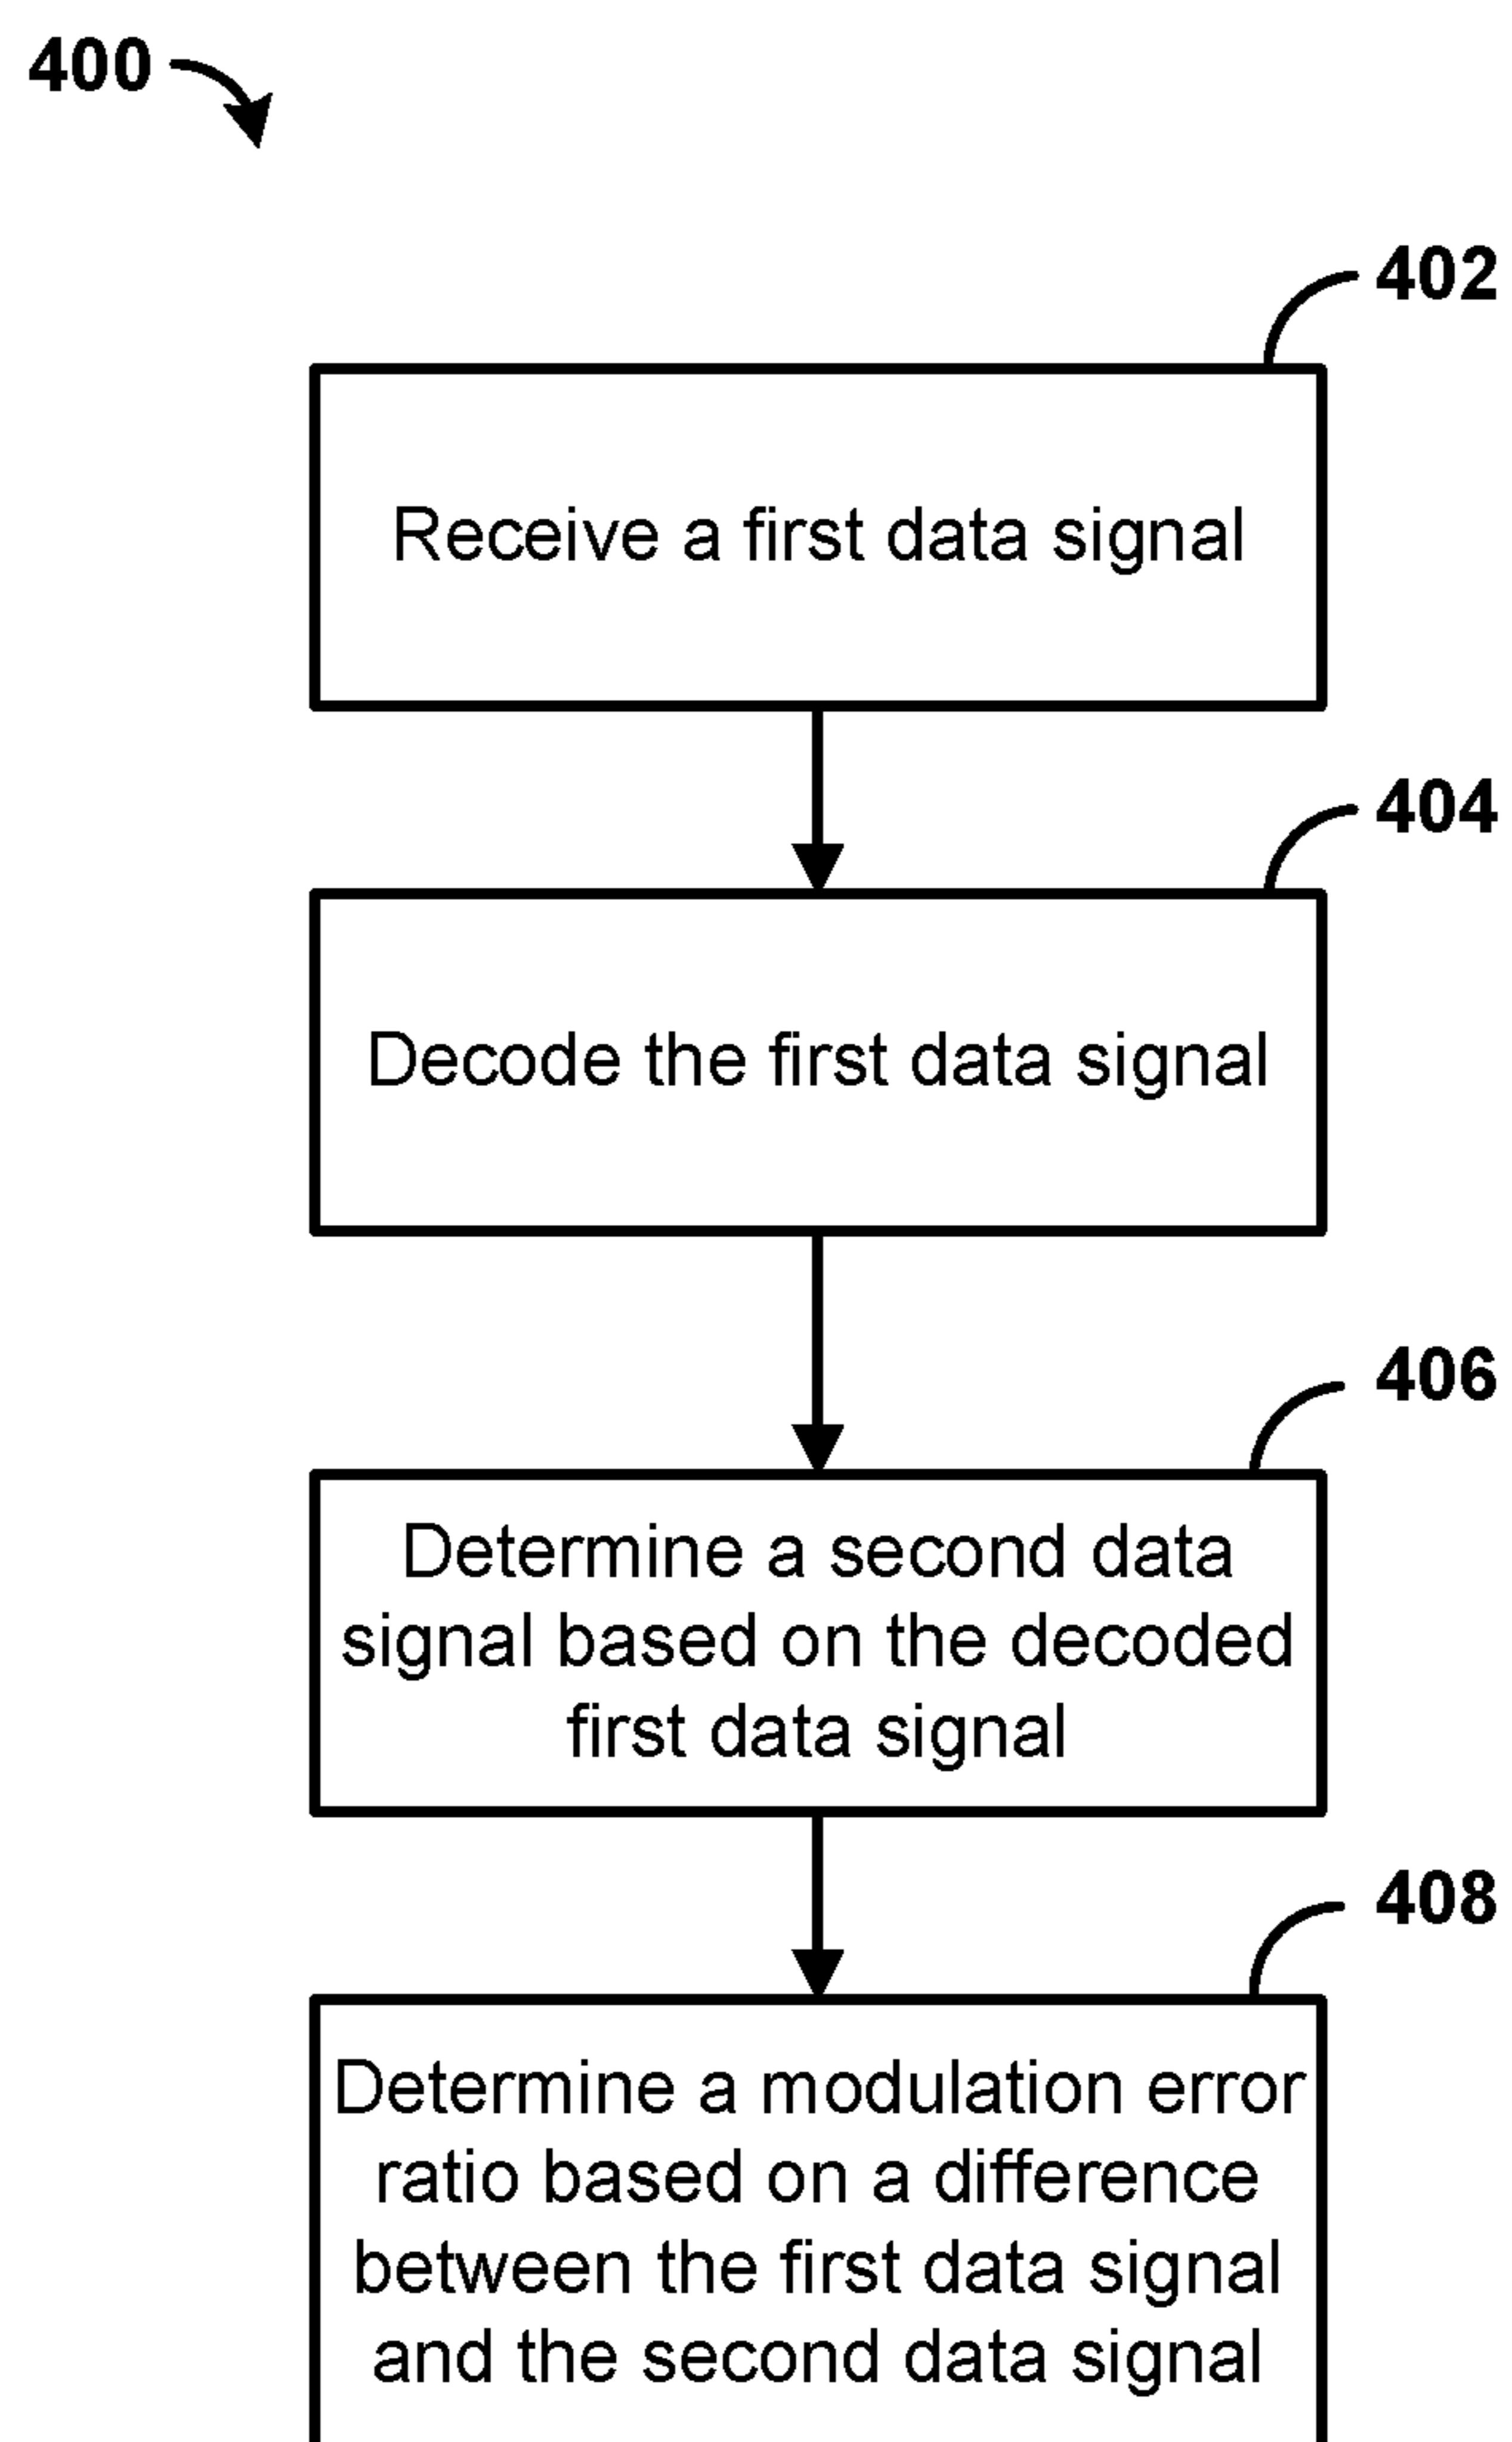 400
402
Receive a first data signal
404
Decode the first data signal
406
Determine a second data
signal based on the decoded
first data signal
408
Determine a modulation error
ratio based on a difference
between the first data signal
and the second data signal